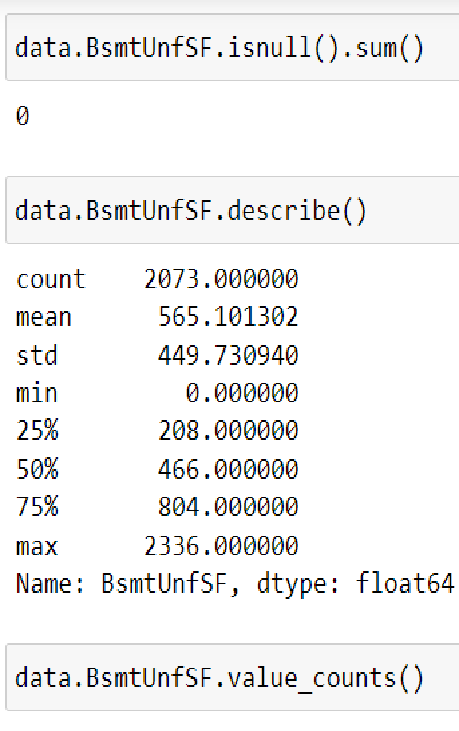 data.BsmtUnfSF.isnull().sum()
0
data.BsmtUnfSF.describe()
count 2073.000000
mean 565.101302
std 449.730940
min 0.000000
25% 208.000000
50% 466.000000
75% 804.000000
max 2336.000000
Name: BsmtUnfSF, dtype: float64
data.BsmtUnfSF.value_counts()